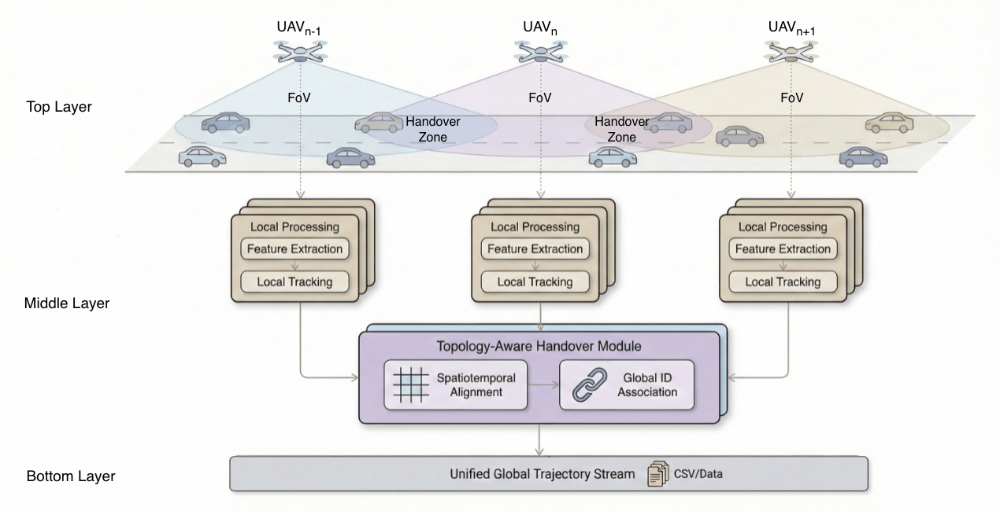 UAVn-1
UAVn
UAVn+1
Top Layer
FoV
FoV
FoV
Handover
Zone
Handover
Zone
Local Processing
Feature Extraction
Local Tracking
Local Processing
Feature Extraction
Local Tracking
Local Processing
Feature Extraction
Local Tracking
Middle Layer
Topology-Aware Handover Module
Spatiotemporal
Alignment
Global ID
Association
Bottom Layer
Unified Global Trajectory Stream
CSV/Data